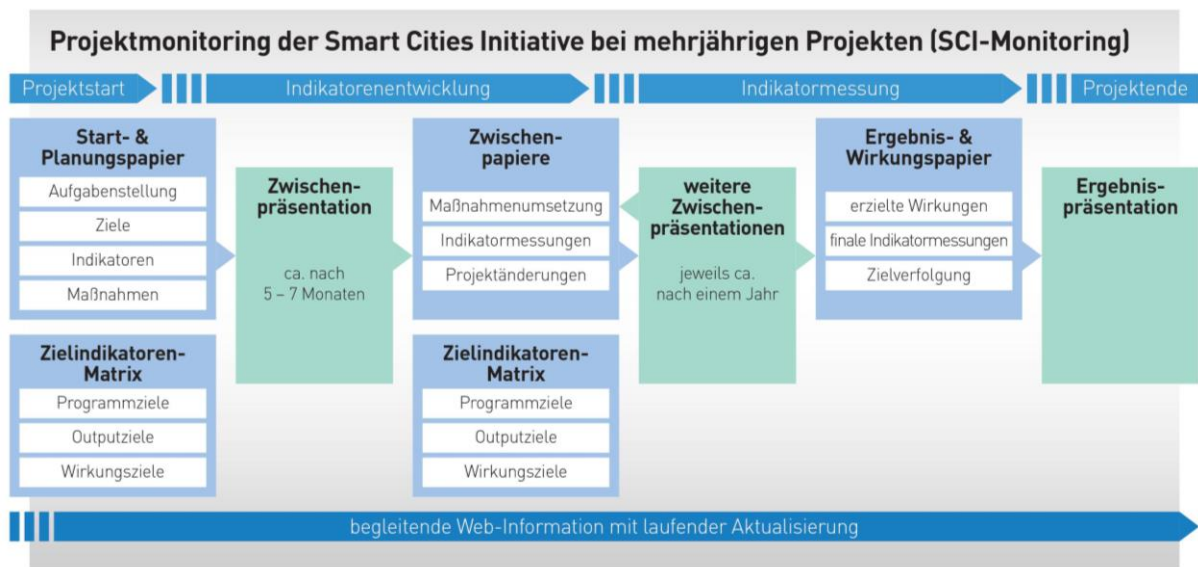 Projektmonitoring der Smart Cities Initiative bei mehrjährigen Projekten (SCI-Monitoring)
Projektstart
Indikatorenentwicklung
Indikatormessung
Projektende
Start- &
Planungspapier
Aufgabenstellung
Ziele
Indikatoren
Maßnahmen
Zielindikatoren-
Matrix
Programmziele
Outputziele
Wirkungsziele
Zwischen-
präsentation
ca. nach
5 – 7 Monaten
Zwischen-
papiere
Maßnahmenumsetzung
Indikatormessungen
Projektänderungen
Zielindikatoren-
Matrix
Programmziele
Outputziele
Wirkungsziele
weitere
Zwischen-
präsentationen
jeweils ca.
nach einem Jahr
Ergebnis- &
Wirkungspapier
erzielte Wirkungen
finale Indikatormessungen
Zielverfolgung
Ergebnis-
präsentation
begleitende Web-Information mit laufender Aktualisierung